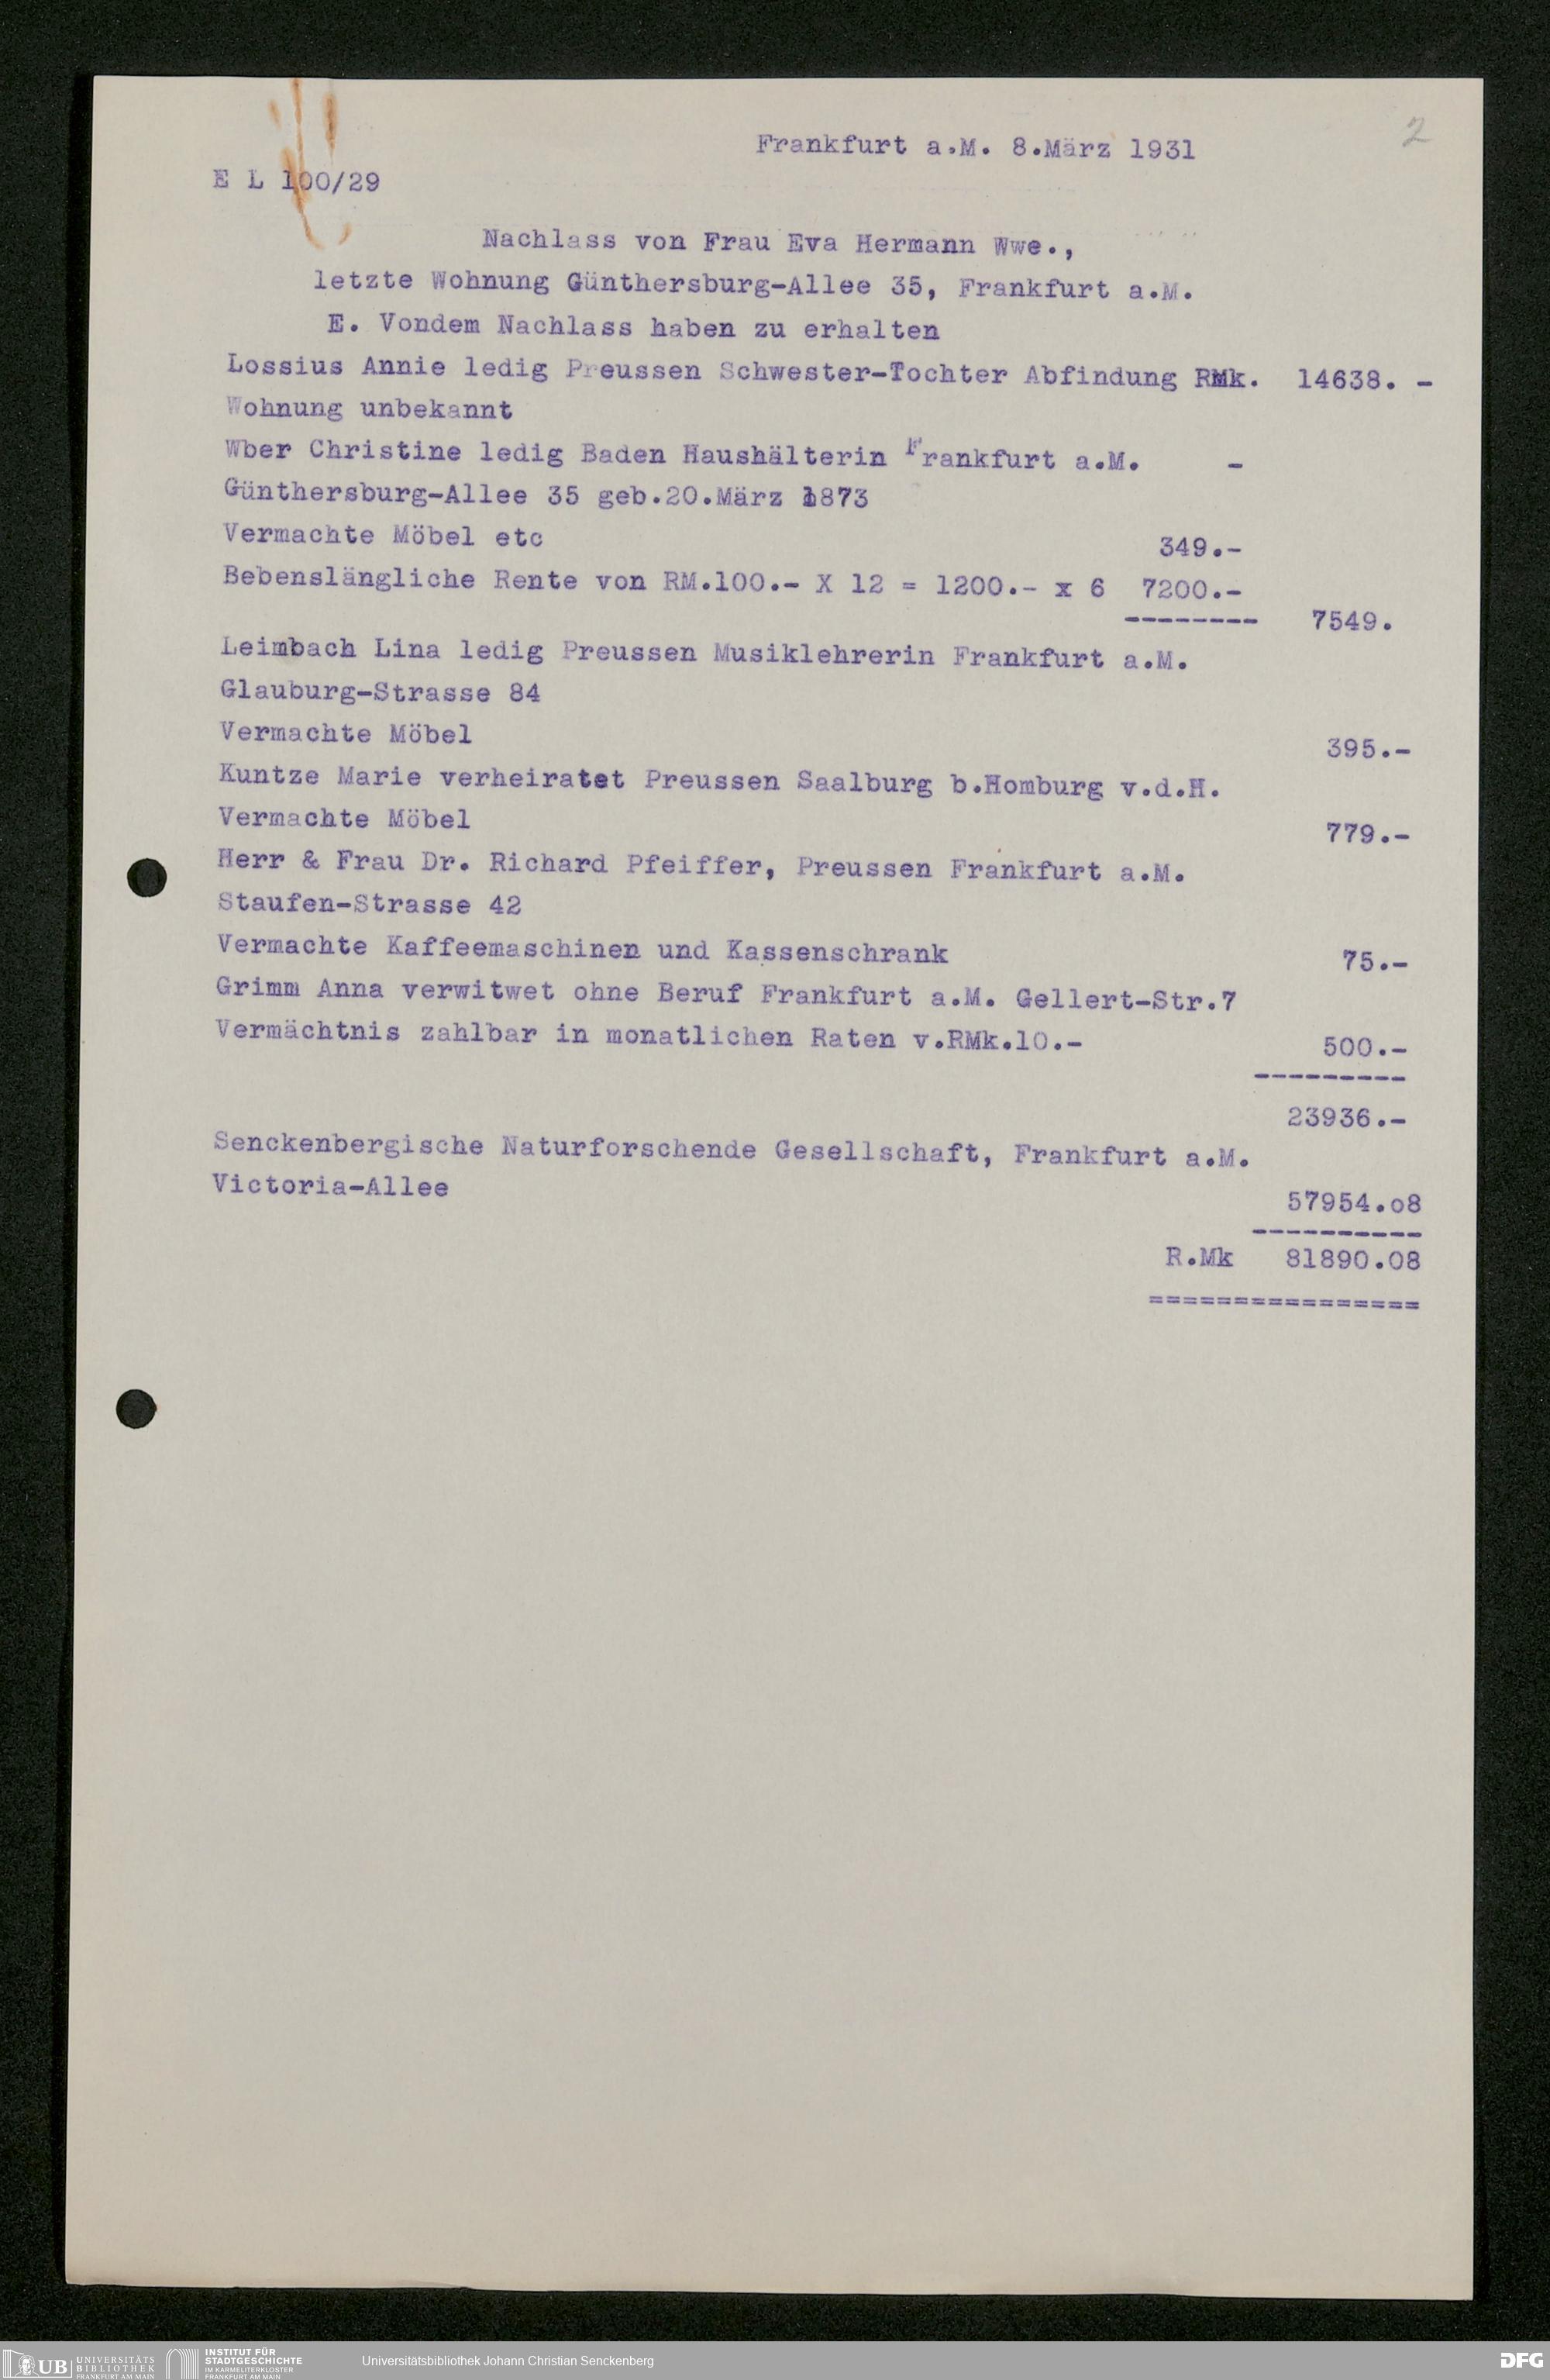 2
Frankfurt a.M. 8.März 1931
E L 100/29
Nachlass von Frau Eva Hermann Wwe.,
letzte Wohnung Günthersburg-Allee 35, Frankfurt a.M.
E. Vondem Nachlass haben zu erhalten
Lossius Annie ledig Preussen Schwester-Tochter Abfindung RMk. 14638. -
Wohnung unbekannt
Wber Christine ledig Baden Haushälterin Frankfurt a.M. -
Günthersburg-Allee 35 geb.20.März 1873
Vermachte Möbel etc 349.-
Bebenslängliche Rente von RM.100.- X 12 = 1200.- x 6 7200.-
-------- 7549.
Leimbach Lina ledig Preussen Musiklehrerin Frankfurt a.M.
Glauburg-Strasse 84
Vermachte Möbel 395.-
Kuntze Marie verheiratet Preussen Saalburg b.Homburg v.d.H.
Vermachte Möbel 779.-
Herr & Frau Dr. Richard Pfeiffer, Preussen Frankfurt a.M.
Staufen-Strasse 42
Vermachte Kaffeemaschinen und Kassenschrank 75.-
Grimm Anna verwitwet ohne Beruf Frankfurt a.M. Gellert-Str.7
Vermächtnis zahlbar in monatlichen Raten v.RMk.10.- 500.-
---------
23936.-
Senckenbergische Naturforschende Gesellschaft, Frankfurt a.M.
Victoria-Allee 57954.o8
----------
R.Mk 81890.08
================
UB UNIVERSITÄTS
BIBLIOTHEK
FRANKFURT AM MAIN
INSTITUT FÜR
STADTGESCHICHTE
IM KARMELITERKLOSTER
FRANKFURT AM MAIN
Universitätsbibliothek Johann Christian Senckenberg
DFG